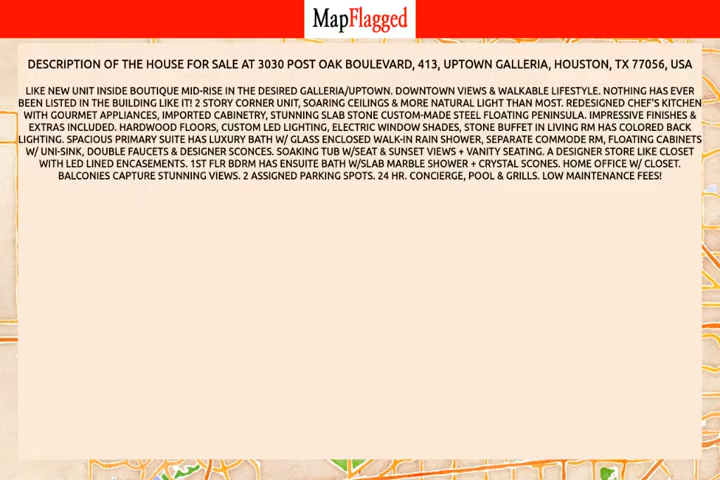 MapFlagged
DESCRIPTION OF THE HOUSE FOR SALE AT 3030 POST OAK BOULEVARD, 413, UPTOWN GALLERIA, HOUSTON, TX 77056, USA
LIKE NEW UNIT INSIDE BOUTIQUE MID-RISE IN THE DESIRED GALLERIA/UPTOWN. DOWNTOWN VIEWS & WALKABLE LIFESTYLE. NOTHING HAS EVER
BEEN LISTED IN THE BUILDING LIKE IT! 2 STORY CORNER UNIT, SOARING CEILINGS & MORE NATURAL LIGHT THAN MOST. REDESIGNED CHEF'S KITCHEN
WITH GOURMET APPLIANCES, IMPORTED CABINETRY, STUNNING SLAB STONE CUSTOM-MADE STEEL FLOATING PENINSULA. IMPRESSIVE FINISHES &
EXTRAS INCLUDED. HARDWOOD FLOORS, CUSTOM LED LIGHTING, ELECTRIC WINDOW SHADES, STONE BUFFET IN LIVING RM HAS COLORED BACK
LIGHTING. SPACIOUS PRIMARY SUITE HAS LUXURY BATH W/ GLASS ENCLOSED WALK-IN RAIN SHOWER, SEPARATE COMMODE RM, FLOATING CABINETS
W/ UNI-SINK, DOUBLE FAUCETS & DESIGNER SCONCES. SOAKING TUB W/SEAT & SUNSET VIEWS + VANITY SEATING. A DESIGNER STORE LIKE CLOSET
WITH LED LINED ENCASEMENTS. 1ST FLR BDRM HAS ENSUITE BATH W/SLAB MARBLE SHOWER + CRYSTAL SCONES. HOME OFFICE W/ CLOSET.
BALCONIES CAPTURE STUNNING VIEWS. 2 ASSIGNED PARKING SPOTS. 24 HR. CONCIERGE, POOL & GRILLS. LOW MAINTENANCE FEES!